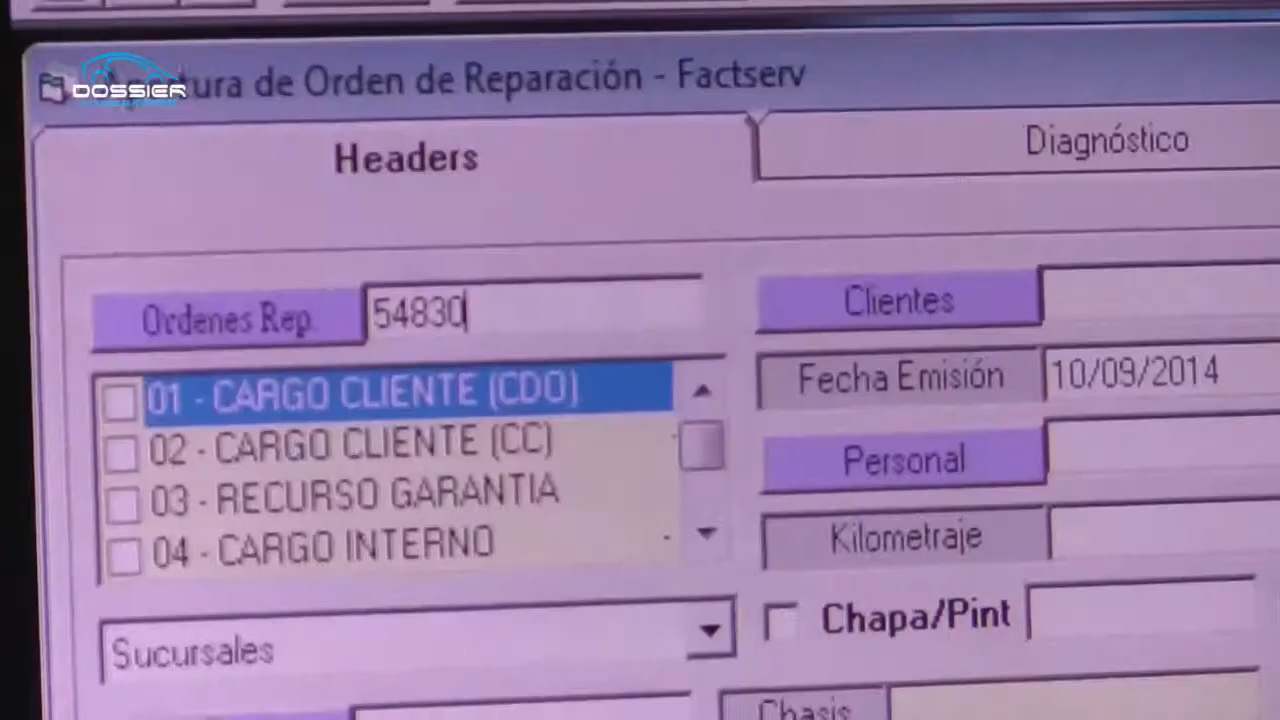 DOSSIER
Apertura de Orden de Reparación - Factserv
Headers
Diagnóstico
Ordenes Rep.
54830
01 - CARGO CLIENTE (CDO)
02 - CARGO CLIENTE (CC)
03 - RECURSO GARANTIA
04 - CARGO INTERNO
Sucursales
Clientes
Fecha Emisión
10/09/2014
Personal
Kilometraje
Chapa/Pint
Chasis